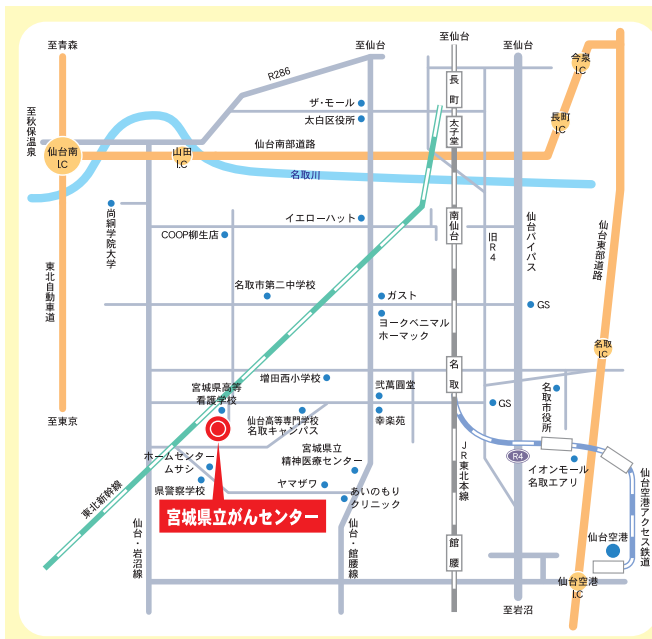 至青森
至仙台
至仙台
至仙台
今泉
I.C
R286
長町
ザ・モール
太白区役所
至秋保温泉
太子堂
長町
I.C
仙台南
I.C
山田
I.C
仙台南部道路
名取川
尚絅学院大学
イエローハット
南仙台
仙台バイパス
仙台東部道路
COOP柳生店
旧R4
東北自動車道
名取市第二中学校
ガスト
GS
ヨークベニマル
ホーマック
名取
I.C
名取
増田西小学校
宮城県高等
看護学校
弐萬圓堂
名取市役所
GS
至東京
仙台高等専門学校
名取キャンパス
幸楽苑
宮城県立
精神医療センター
JR東北本線
R4
ホームセンター
ムサシ
イオンモール
名取エアリ
県警察学校
ヤマザワ
あいのもり
クリニック
仙台空港アクセス鉄道
東北新幹線
宮城県立がんセンター
仙台・岩沼線
仙台・館腰線
館腰
仙台空港
仙台空港
I.C
至岩沼